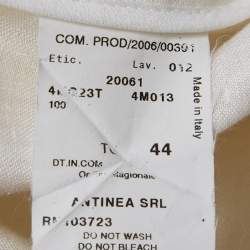 COM. PROD/2006/00391
Etic. Lav. 012
20061
4M013
100
44
DT.IN.COM
ANTINEA SRL
DO NOT WASH
DO NOT BLEACH
Made in Italy